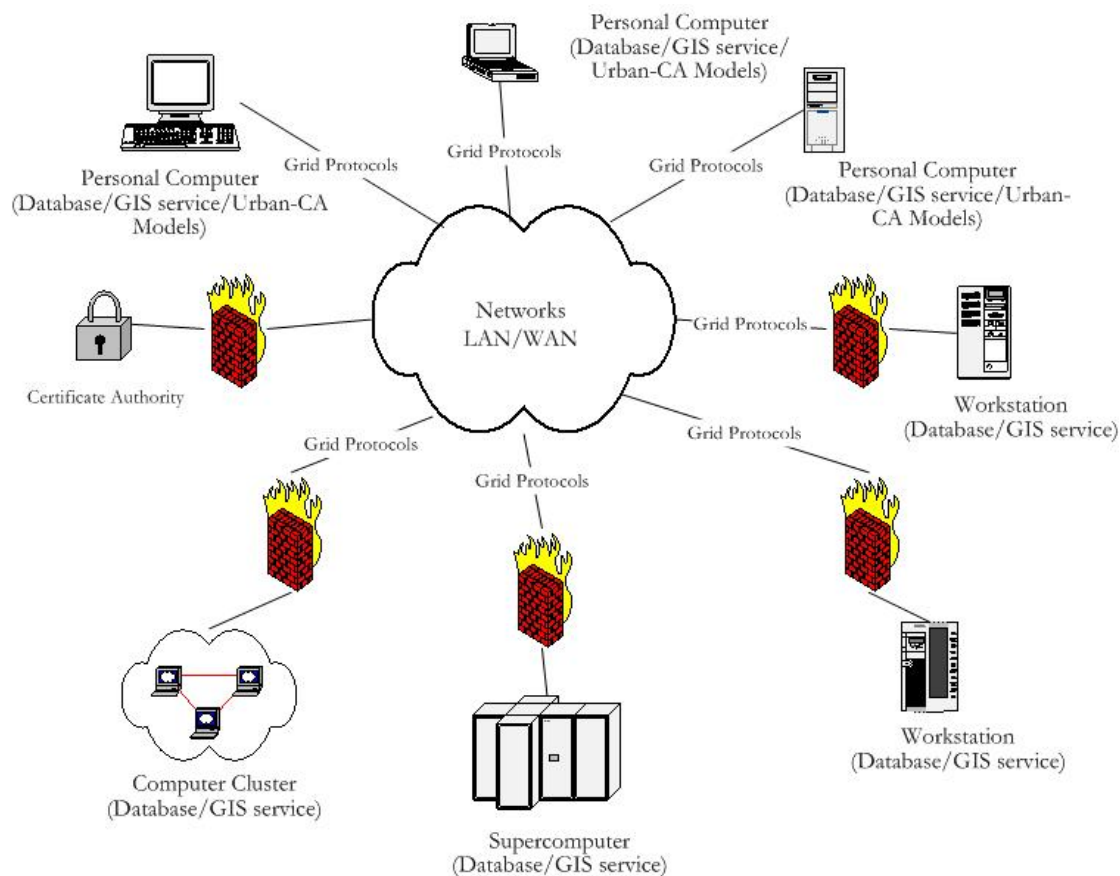 Personal Computer
(Database/GIS service/
Urban-CA Models)
Grid Protocols
Grid Protocols
Grid Protocols
Personal Computer
(Database/GIS service/Urban-CA
Models)
Personal Computer
(Database/GIS service/Urban-
CA Models)
Networks
LAN/WAN
Grid Protocols
Certificate Authority
Workstation
(Database/GIS service)
Grid Protocols
Grid Protocols
Grid Protocols
Computer Cluster
(Database/GIS service)
Supercomputer
(Database/GIS service)
Workstation
(Database/GIS service)